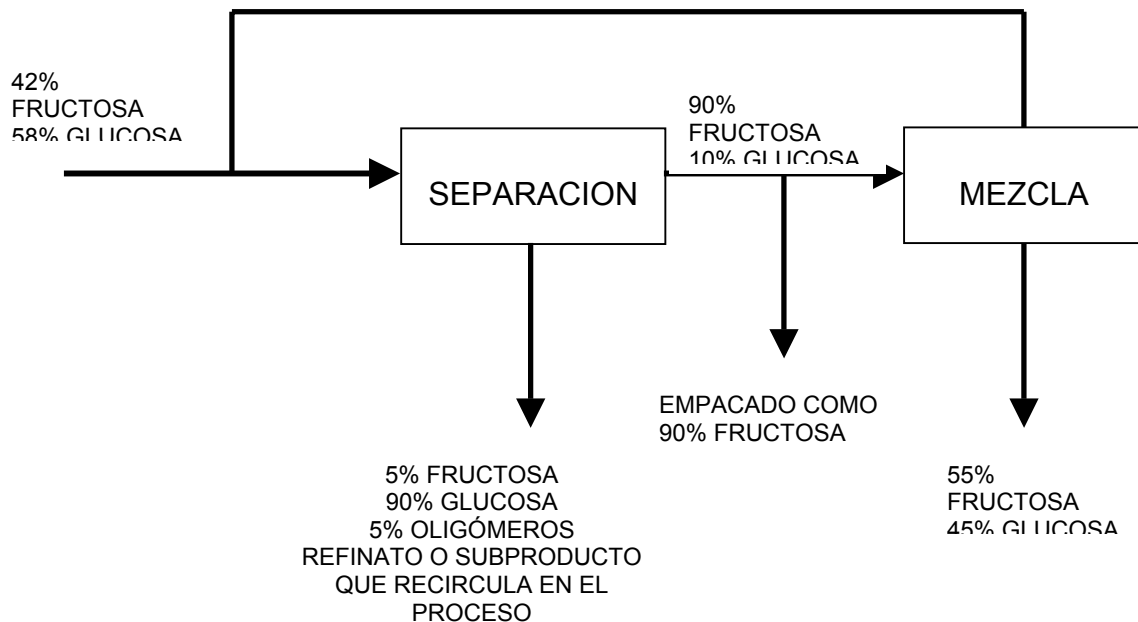 42%
FRUCTOSA
58% GLUCOSA
SEPARACION
90%
FRUCTOSA
10% GLUCOSA
MEZCLA
EMPACADO COMO
90% FRUCTOSA
5% FRUCTOSA
90% GLUCOSA
5% OLIGÓMEROS
REFINATO O SUBPRODUCTO
QUE RECIRCULA EN EL
PROCESO
55%
FRUCTOSA
45% GLUCOSA